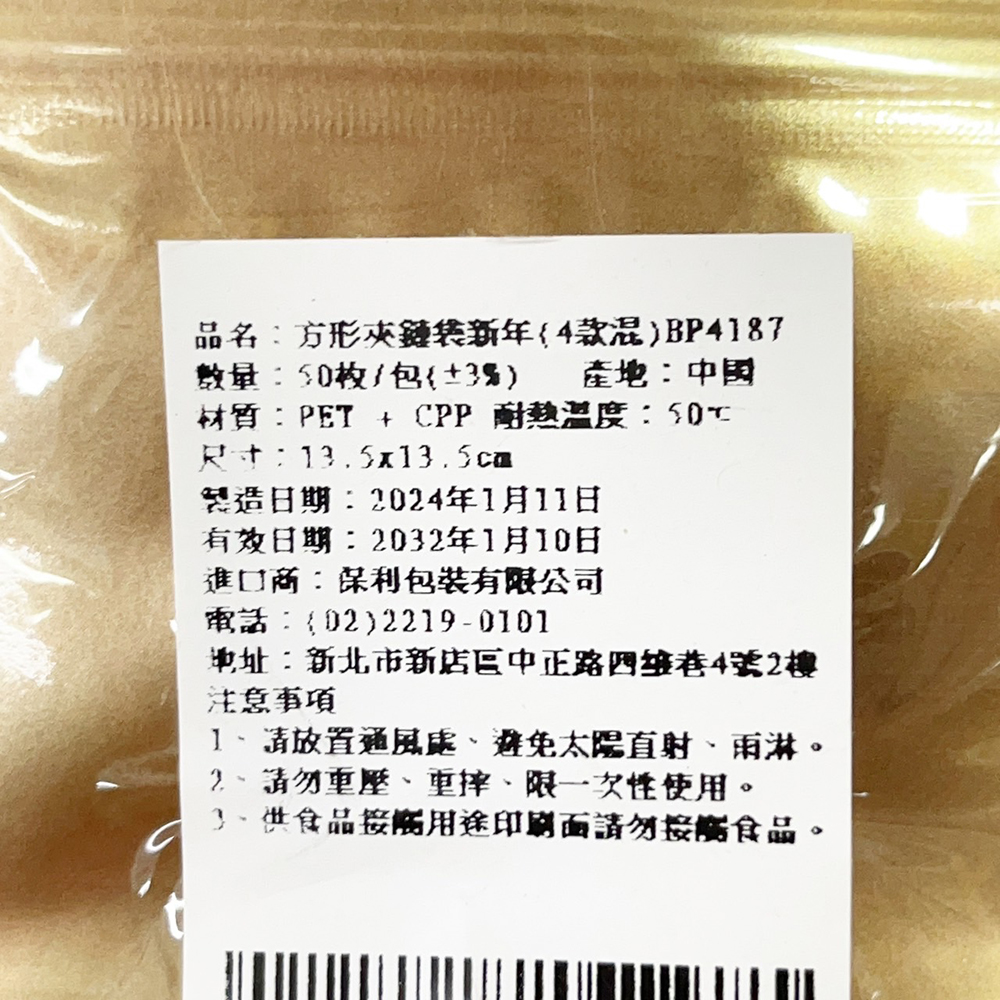 品名：方形夾鏈袋新年(4款混)BP4187
數量：50枚/包(±3%) 產地：中國
材質：PET + CPP 耐熱溫度：50℃
尺寸：13.5x13.5cm
製造日期：2024年1月11日
有效日期：2032年1月10日
進口商：保利包裝有限公司
電話：(02)2219-0101
地址：新北市新店區中正路四維巷4號2樓
注意事項
1、請放置通風處、避免太陽直射、雨淋。
2、請勿重壓、重摔、限一次性使用。
3、供食品接觸用途印刷面請勿接觸食品。